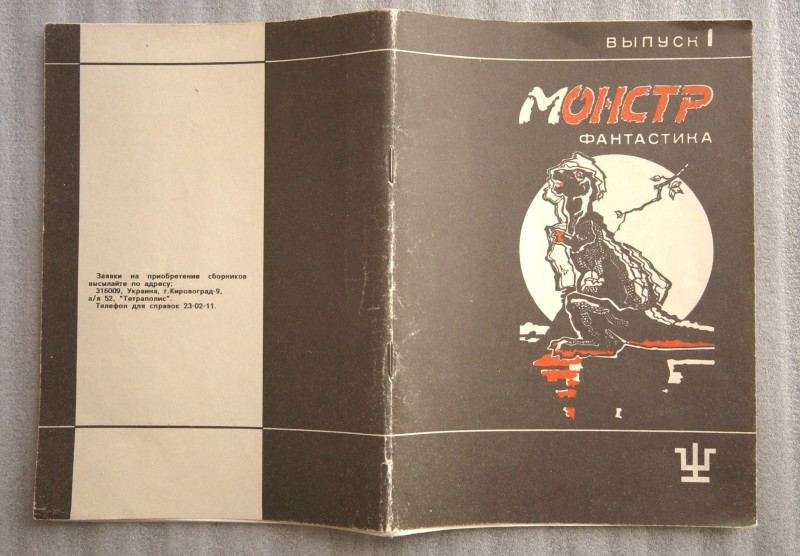 Заявки на приобретение сборников
высылайте по адресу:
316009, Украина, г.Кировоград-9,
а/я 52, "Тетраполис".
Телефон для справок 23-02-11.
ВЫПУСК 1
МОНСТР
ФАНТАСТИКА